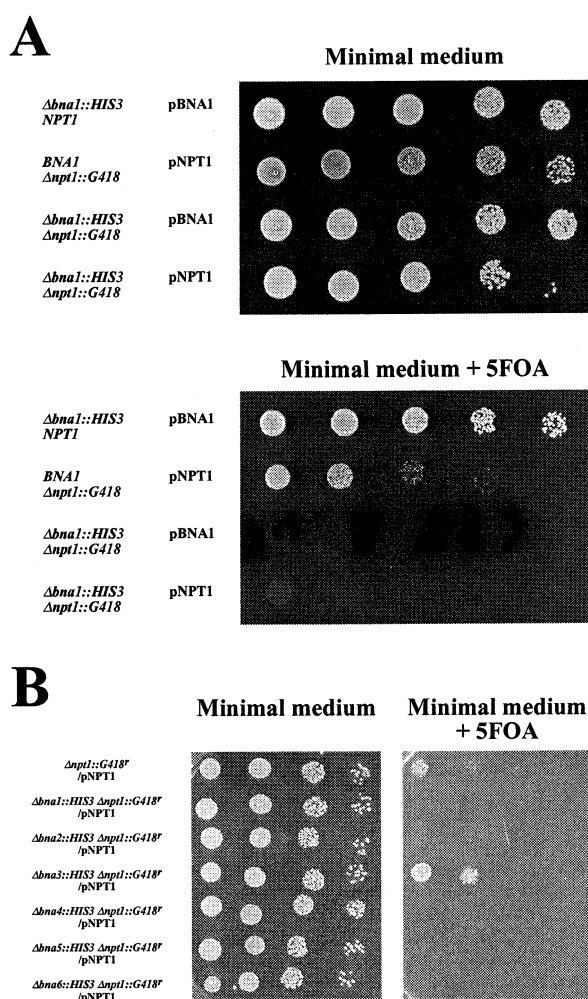 A
Minimal medium
Δbna1::HIS3 pBNA1
NPT1
BNA1 pNPT1
Δnpt1::G418
Δbna1::HIS3 pBNA1
Δnpt1::G418
Δbna1::HIS3 pNPT1
Δnpt1::G418
Minimal medium + 5FOA
Δbna1::HIS3 pBNA1
NPT1
BNA1 pNPT1
Δnpt1::G418
Δbna1::HIS3 pBNA1
Δnpt1::G418
Δbna1::HIS3 pNPT1
Δnpt1::G418
B
Minimal medium
Minimal medium
+ 5FOA
Δnpt1::G418r
/pNPT1
Δbna1::HIS3 Δnpt1::G418r
/pNPT1
Δbna2::HIS3 Δnpt1::G418r
/pNPT1
Δbna3::HIS3 Δnpt1::G418r
/pNPT1
Δbna4::HIS3 Δnpt1::G418r
/pNPT1
Δbna5::HIS3 Δnpt1::G418r
/pNPT1
Δbna6::HIS3 Δnpt1::G418r
/pNPT1